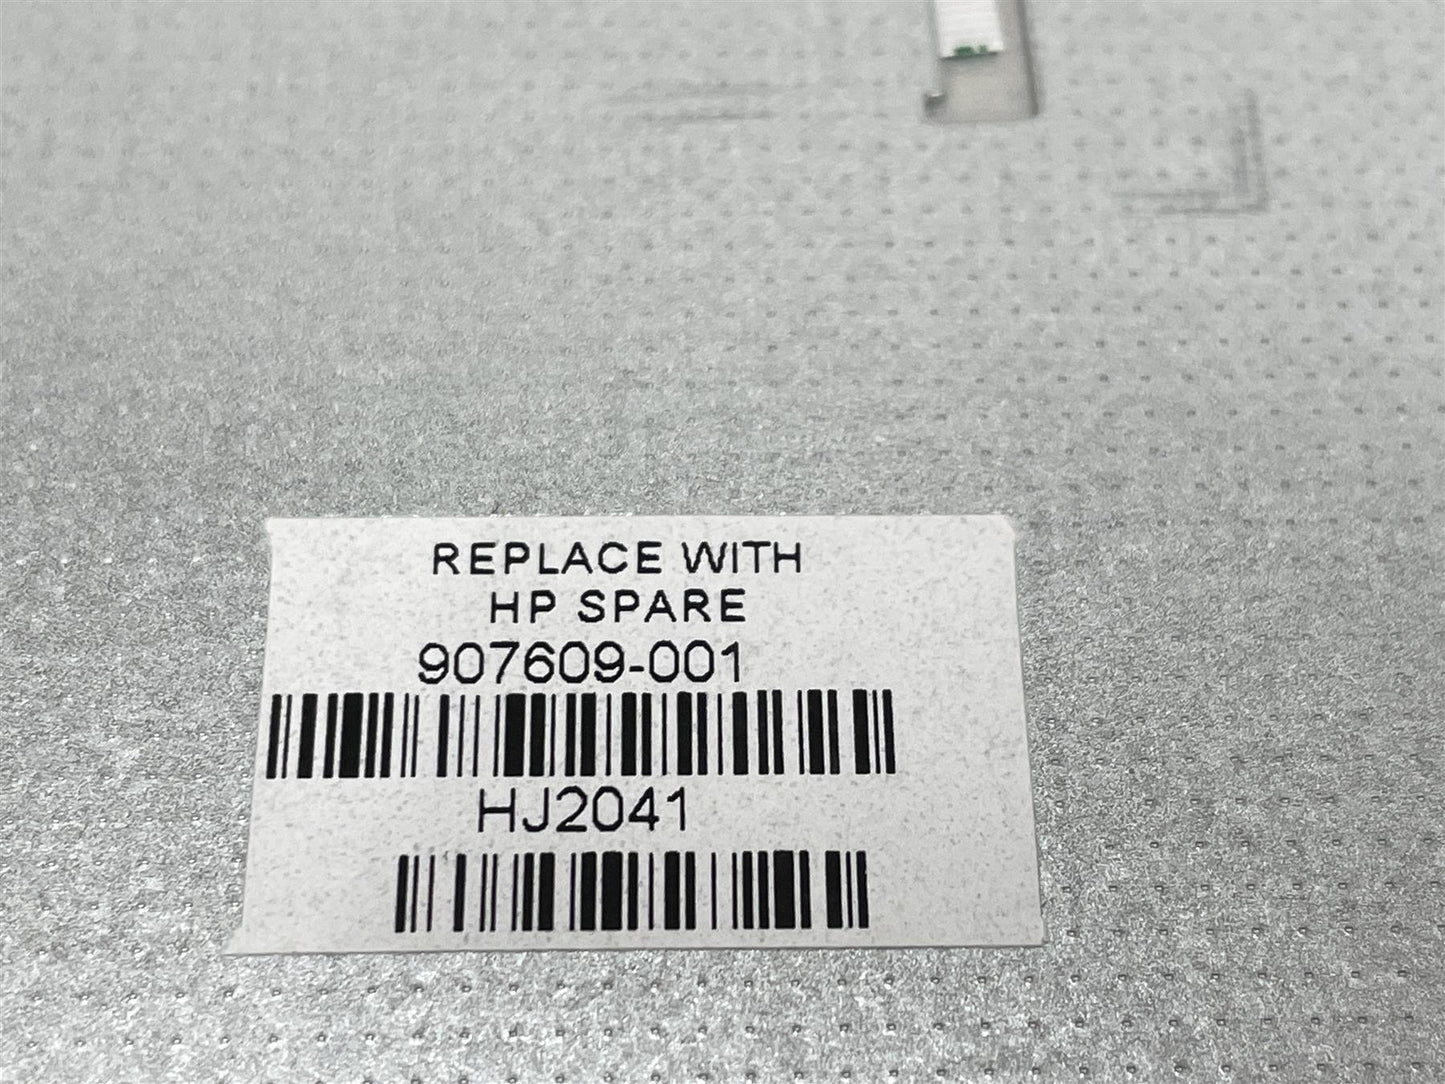 REPLACE WITH
HP SPARE
907609-001
HJ2041